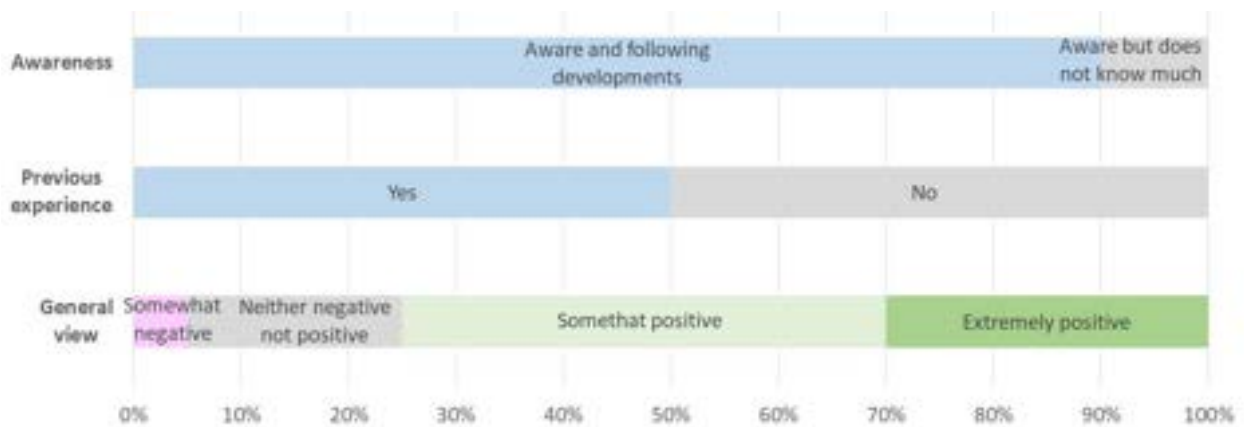 Awareness
Aware and following
developments
Aware but does
not know much
Previous
experience
Yes
No
General
view
Somewhat
negative
Neither negative
not positive
Somethat positive
Extremely positive
0% 10% 20% 30% 40% 50% 60% 70% 80% 90% 100%